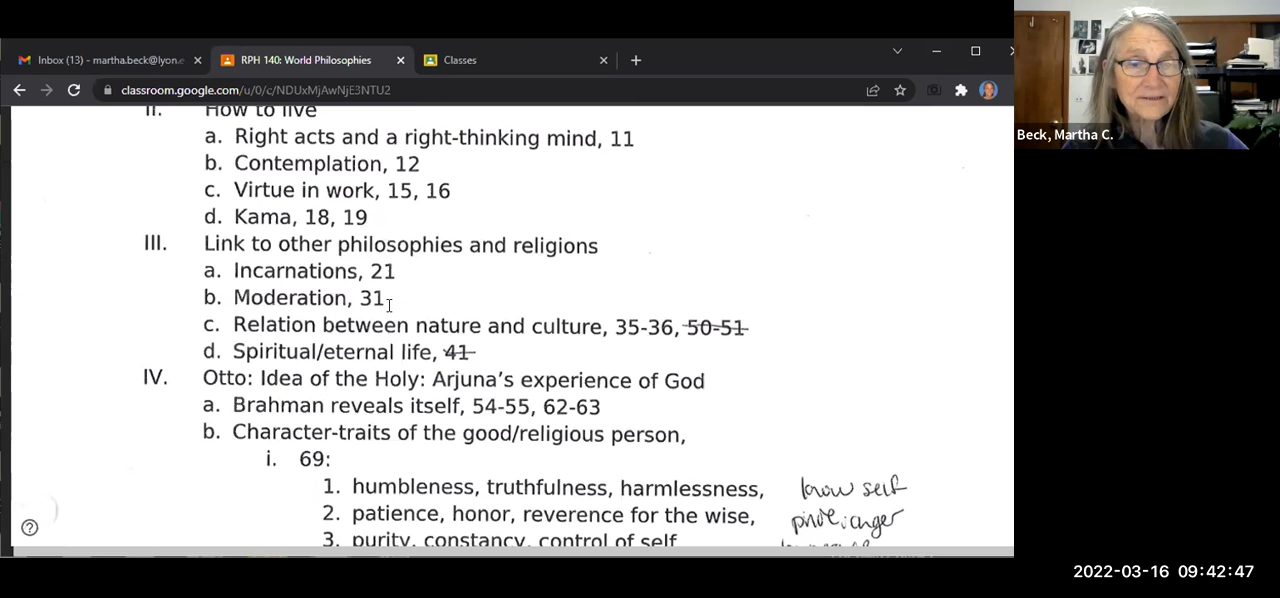 Inbox (13) - martha.beck@lyon.e
RPH 140: World Philosophies
Classes
classroom.google.com/u/0/c/NDUxMjAwNjE3NTU2
II. How to live
a. Right acts and a right-thinking mind, 11
b. Contemplation, 12
c. Virtue in work, 15, 16
d. Kama, 18, 19
III. Link to other philosophies and religions
a. Incarnations, 21
b. Moderation, 31
c. Relation between nature and culture, 35-36, 50-51
d. Spiritual/eternal life, 41
IV. Otto: Idea of the Holy: Arjuna's experience of God
a. Brahman reveals itself, 54-55, 62-63
b. Character-traits of the good/religious person,
i. 69:
1. humbleness, truthfulness, harmlessness, know self
2. patience, honor, reverence for the wise, pride, anger
3. purity, constancy, control of self
Beck, Martha C.
2022-03-16 09:42:47